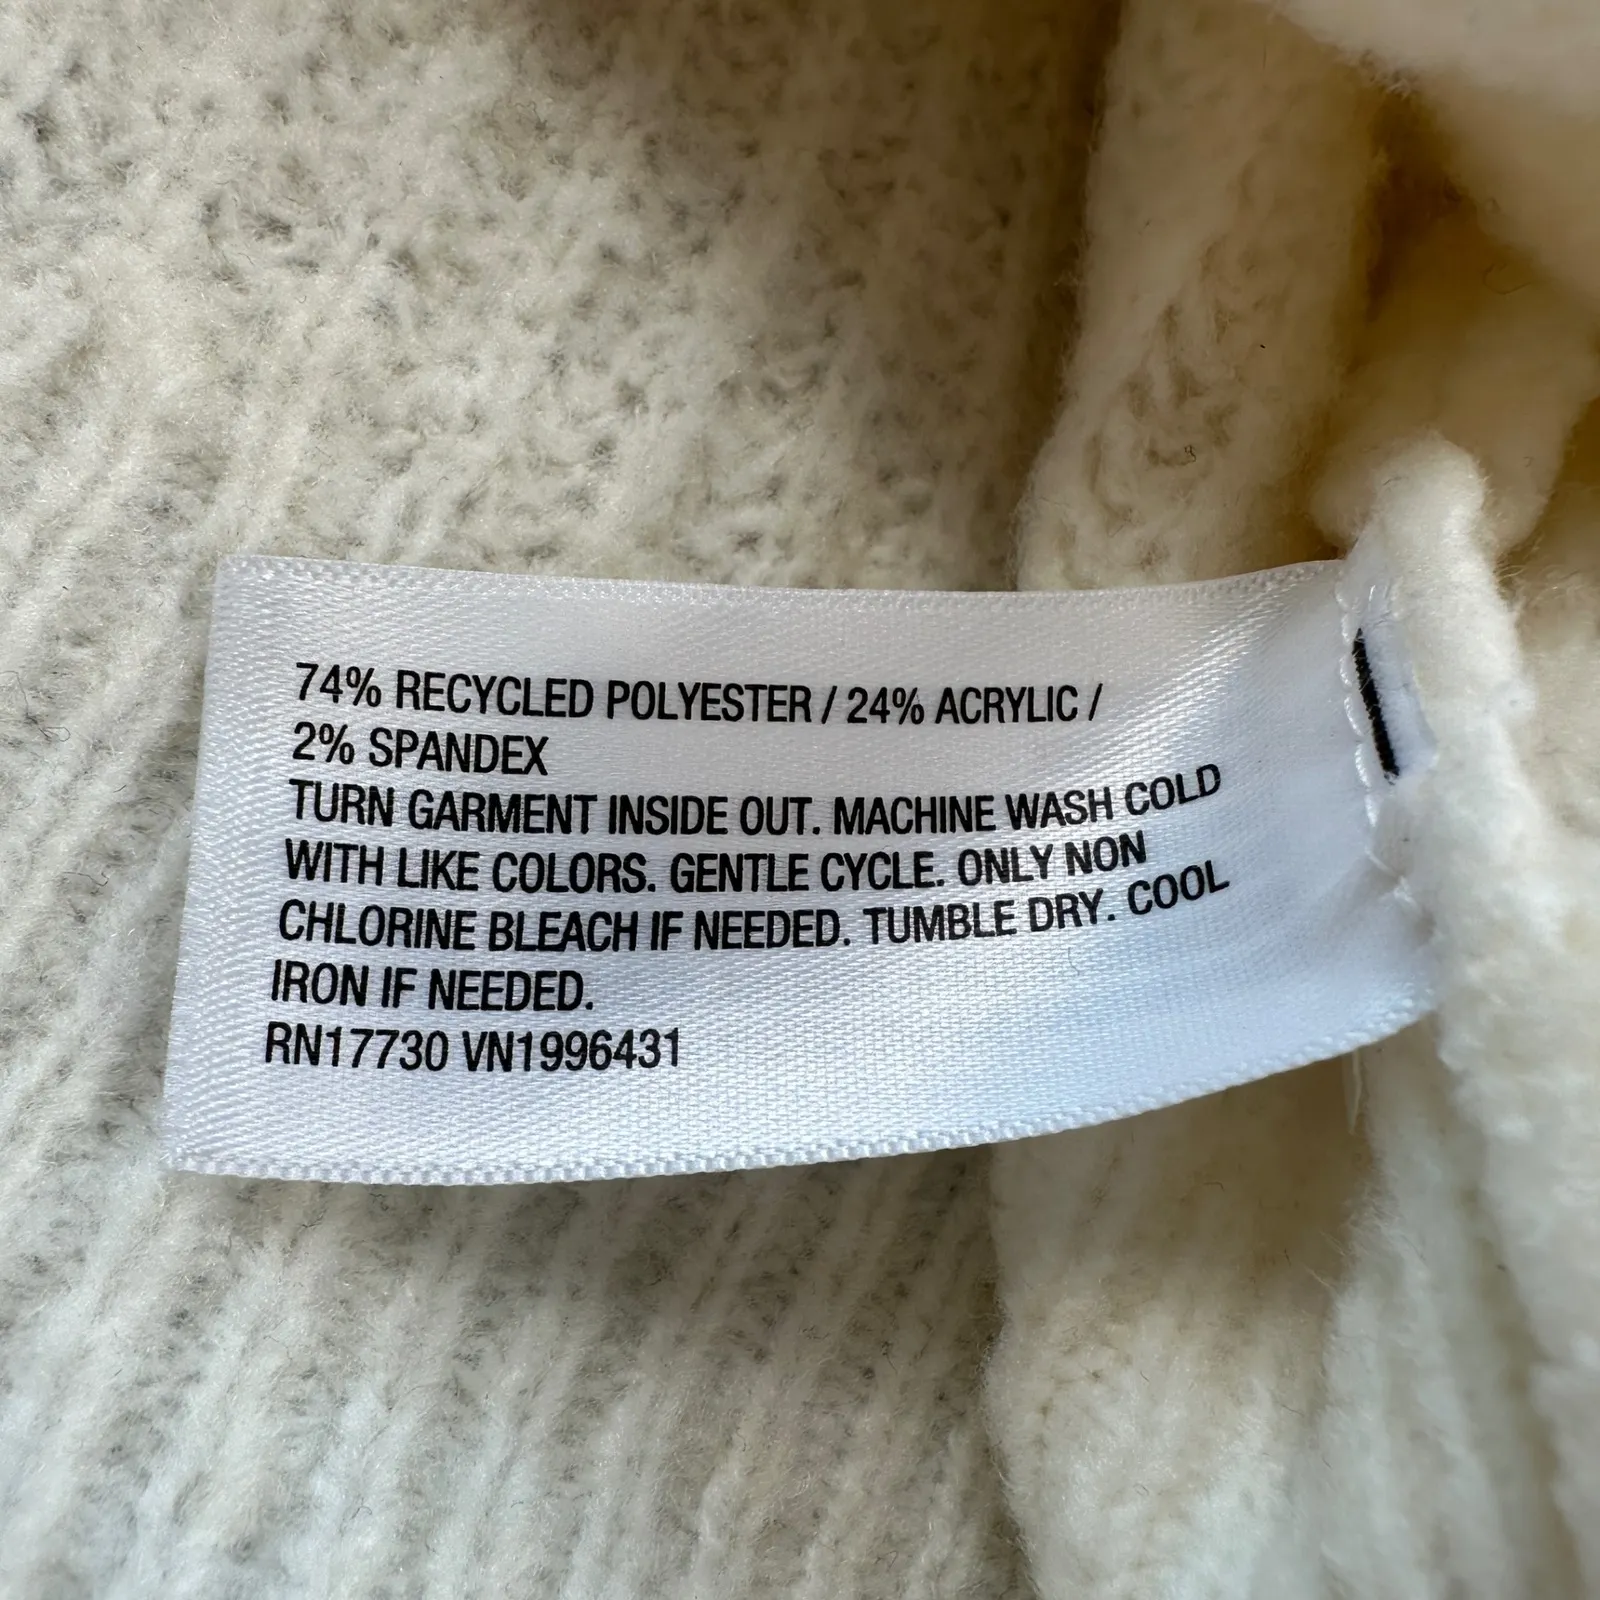 74% RECYCLED POLYESTER / 24% ACRYLIC /
2% SPANDEX
TURN GARMENT INSIDE OUT. MACHINE WASH COLD
WITH LIKE COLORS. GENTLE CYCLE. ONLY NON
CHLORINE BLEACH IF NEEDED. TUMBLE DRY. COOL
IRON IF NEEDED.
RN17730 VN1996431